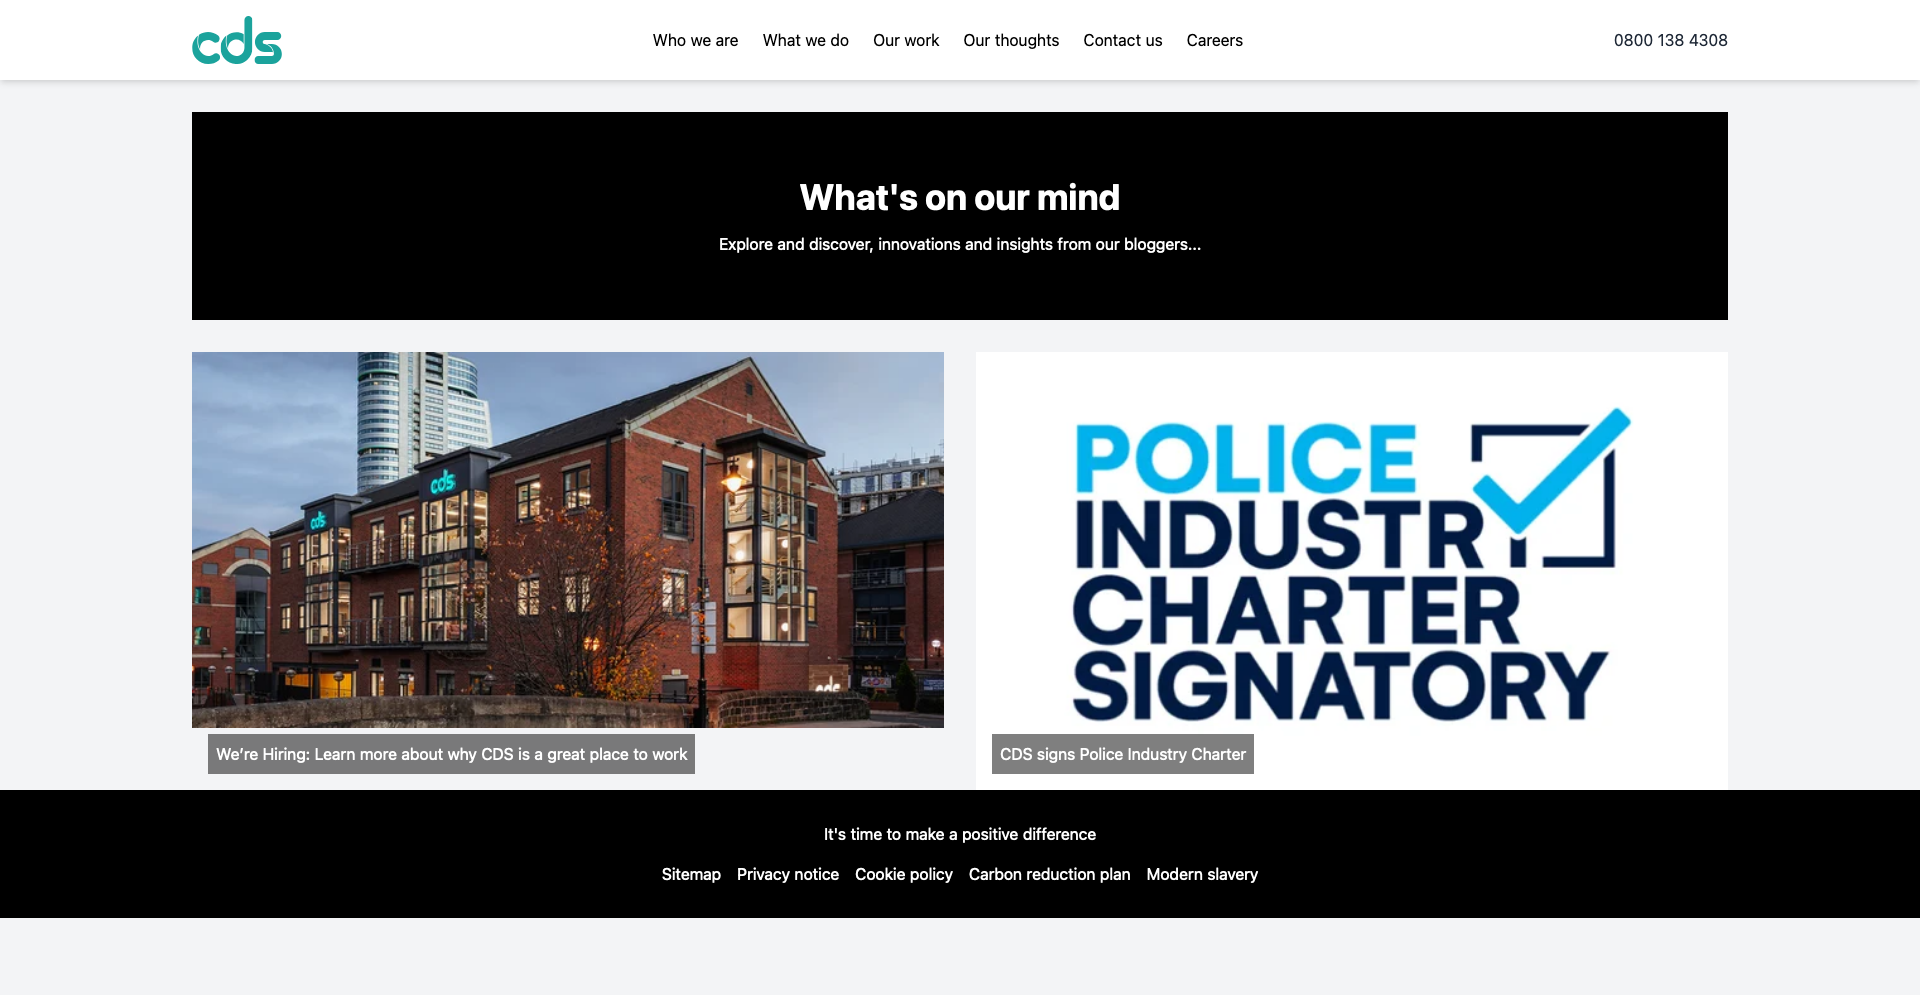 cds
Who we are What we do Our work Our thoughts Contact us Careers
0800 138 4308
What's on our mind
Explore and discover, innovations and insights from our bloggers...
cds
cds
cds
POLICE
INDUSTRY
CHARTER
SIGNATORY
We’re Hiring: Learn more about why CDS is a great place to work
CDS signs Police Industry Charter
It's time to make a positive difference
Sitemap Privacy notice Cookie policy Carbon reduction plan Modern slavery